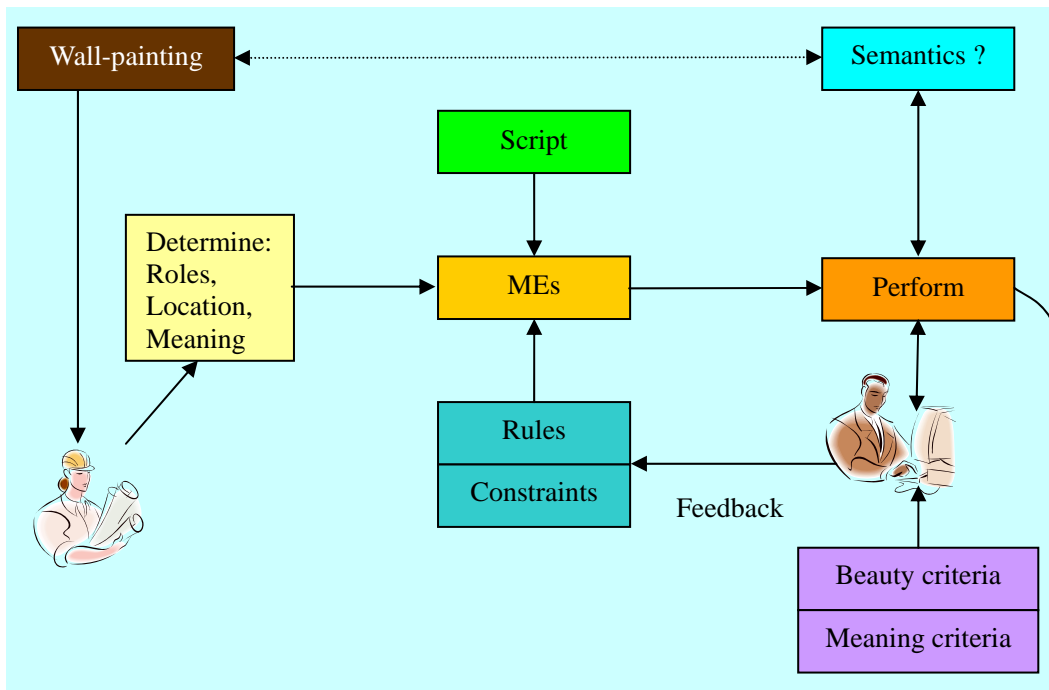 Wall-painting
Semantics ?
Script
Determine:
Roles,
Location,
Meaning
MEs
Perform
Rules
Constraints
Feedback
Beauty criteria
Meaning criteria